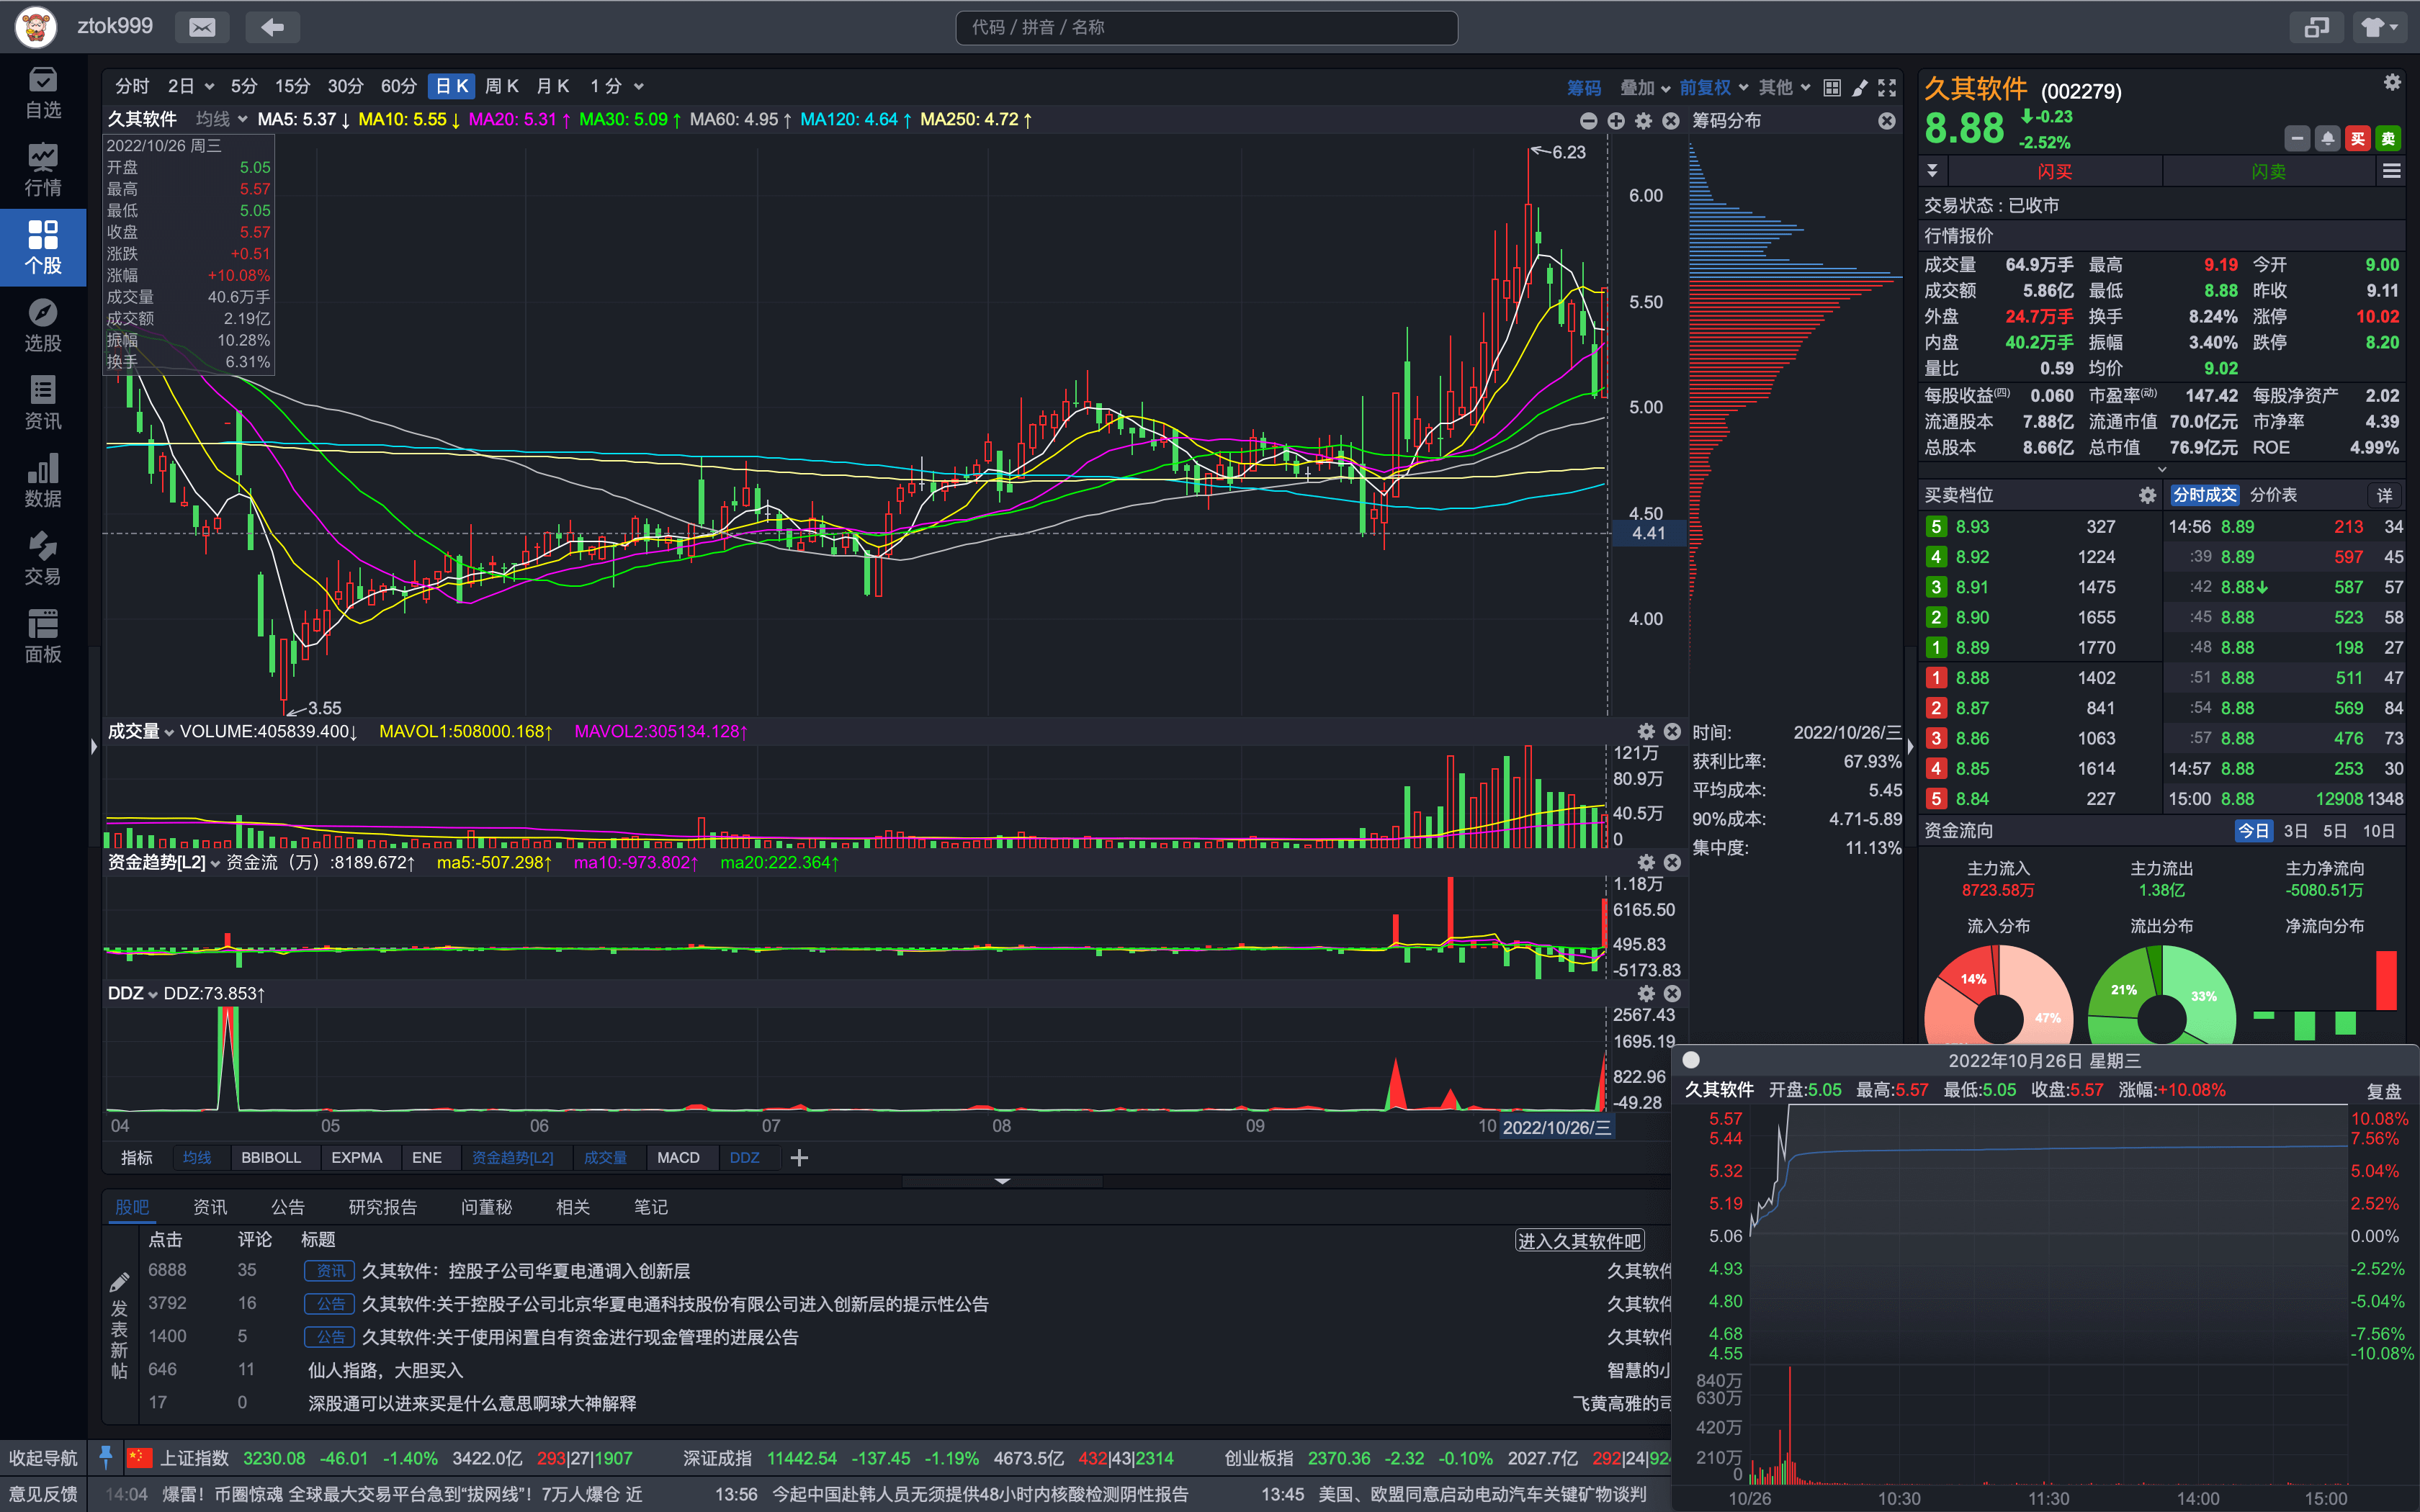 ztok999
代码 / 拼音 / 名称
自选
行情
个股
选股
资讯
数据
交易
面板
分时 2日 5分 15分 30分 60分 日K 周K 月K 1分
筹码 叠加 前复权 其他
久其软件 均线 MA5: 5.37↓ MA10: 5.55↓ MA20: 5.31↑ MA30: 5.09↑ MA60: 4.95↑ MA120: 4.64↑ MA250: 4.72↑
筹码分布
2022/10/26 周三
开盘 5.05
最高 5.57
最低 5.05
收盘 5.57
涨跌 +0.51
涨幅 +10.08%
成交量 40.6万手
成交额 2.19亿
振幅 10.28%
换手 6.31%
6.23
3.55
6.00
5.50
5.00
4.50
4.41
4.00
成交量 VOLUME:405839.400↓ MAVOL1:508000.168↑ MAVOL2:305134.128↑
121万
80.9万
40.5万
0
资金趋势[L2] 资金流（万）:8189.672↑ ma5:-507.298↑ ma10:-973.802↑ ma20:222.364↑
1.18万
6165.50
495.83
-5173.83
DDZ DDZ:73.853↑
2567.43
1695.19
822.96
-49.28
04 05 06 07 08 09 10 2022/10/26/三
时间: 2022/10/26/三
获利比率: 67.93%
平均成本: 5.45
90%成本: 4.71-5.89
集中度: 11.13%
指标 均线 BBIBOLL EXPMA ENE 资金趋势[L2] 成交量 MACD DDZ
股吧 资讯 公告 研究报告 问董秘 相关 笔记
点击 评论 标题 进入久其软件吧
发表新帖
6888 35 资讯 久其软件：控股子公司华夏电通调入创新层 久其软件
3792 16 公告 久其软件:关于控股子公司北京华夏电通科技股份有限公司进入创新层的提示性公告 久其软件
1400 5 公告 久其软件:关于使用闲置自有资金进行现金管理的进展公告 久其软件
646 11 仙人指路，大胆买入 智慧的小
17 0 深股通可以进来买是什么意思啊球大神解释 飞黄高雅的司
久其软件 (002279)
8.88 -0.23
-2.52%
买 卖
闪买 闪卖
交易状态 : 已收市
行情报价
成交量 64.9万手 最高 9.19 今开 9.00
成交额 5.86亿 最低 8.88 昨收 9.11
外盘 24.7万手 换手 8.24% 涨停 10.02
内盘 40.2万手 振幅 3.40% 跌停 8.20
量比 0.59 均价 9.02
每股收益(四) 0.060 市盈率(动) 147.42 每股净资产 2.02
流通股本 7.88亿 流通市值 70.0亿元 市净率 4.39
总股本 8.66亿 总市值 76.9亿元 ROE 4.99%
买卖档位 分时成交 分价表 详
5 8.93 327 14:56 8.89 213 34
4 8.92 1224 :39 8.89 597 45
3 8.91 1475 :42 8.88↓ 587 57
2 8.90 1655 :45 8.88 523 58
1 8.89 1770 :48 8.88 198 27
1 8.88 1402 :51 8.88 511 47
2 8.87 841 :54 8.88 569 84
3 8.86 1063 :57 8.88 476 73
4 8.85 1614 14:57 8.88 253 30
5 8.84 227 15:00 8.88 12908 1348
资金流向 今日 3日 5日 10日
主力流入 主力流出 主力净流向
8723.58万 1.38亿 -5080.51万
流入分布 流出分布 净流向分布
14% 47% 21% 33%
2022年10月26日 星期三
久其软件 开盘:5.05 最高:5.57 最低:5.05 收盘:5.57 涨幅:+10.08% 复盘
5.57 10.08%
5.44 7.56%
5.32 5.04%
5.19 2.52%
5.06 0.00%
4.93 -2.52%
4.80 -5.04%
4.68 -7.56%
4.55 -10.08%
840万
630万
420万
210万
0
10/26 10:30 11:30 14:00 15:00
收起导航 上证指数 3230.08 -46.01 -1.40% 3422.0亿 293|27|1907 深证成指 11442.54 -137.45 -1.19% 4673.5亿 432|43|2314 创业板指 2370.36 -2.32 -0.10% 2027.7亿 292|24|924
意见反馈 14:04 爆雷！币圈惊魂 全球最大交易平台急到“拔网线”！7万人爆仓 近 13:56 今起中国赴韩人员无须提供48小时内核酸检测阴性报告 13:45 美国、欧盟同意启动电动汽车关键矿物谈判